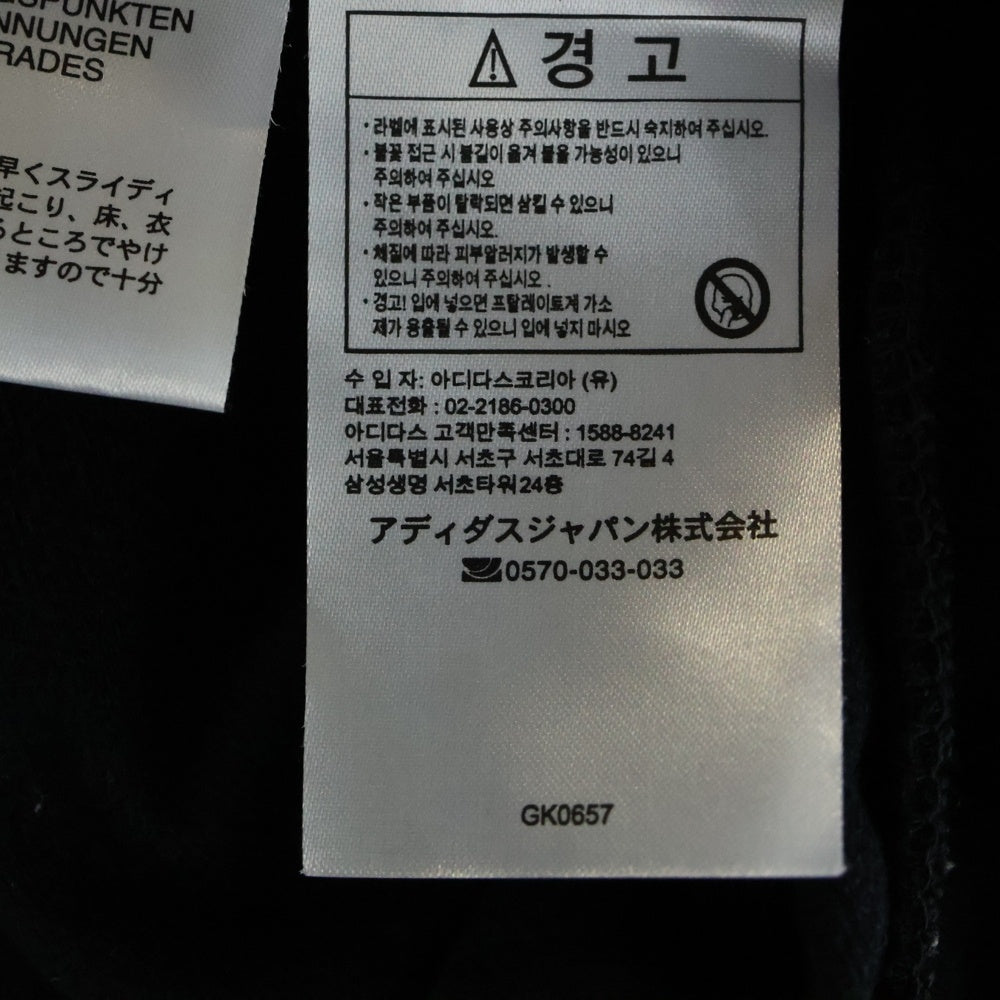 SPUNKTEN
NNUNGEN
RADES
早くスライディ
起こり、床、衣
るところでやけ
ますので十分
경 고
・라벨에 표시된 사용상 주의사항을 반드시 숙지하여 주십시오.
・불꽃 접근 시 불길이 옮겨 붙을 가능성이 있으니
주의하여 주십시오
・작은 부품이 탈락되면 삼킬 수 있으니
주의하여 주십시오.
・체질에 따라 피부알러지가 발생할 수
있으니 주의하여 주십시오 .
・경고! 입에 넣으면 프탈레이트계 가소
제가 용출될 수 있으니 입에 넣지 마시오
수 입 자: 아디다스코리아 (유)
대표전화 : 02-2186-0300
아디다스 고객만족센터 : 1588-8241
서울특별시 서초구 서초대로 74길 4
삼성생명 서초타워24층
アディダスジャパン株式会社
0570-033-033
GK0657